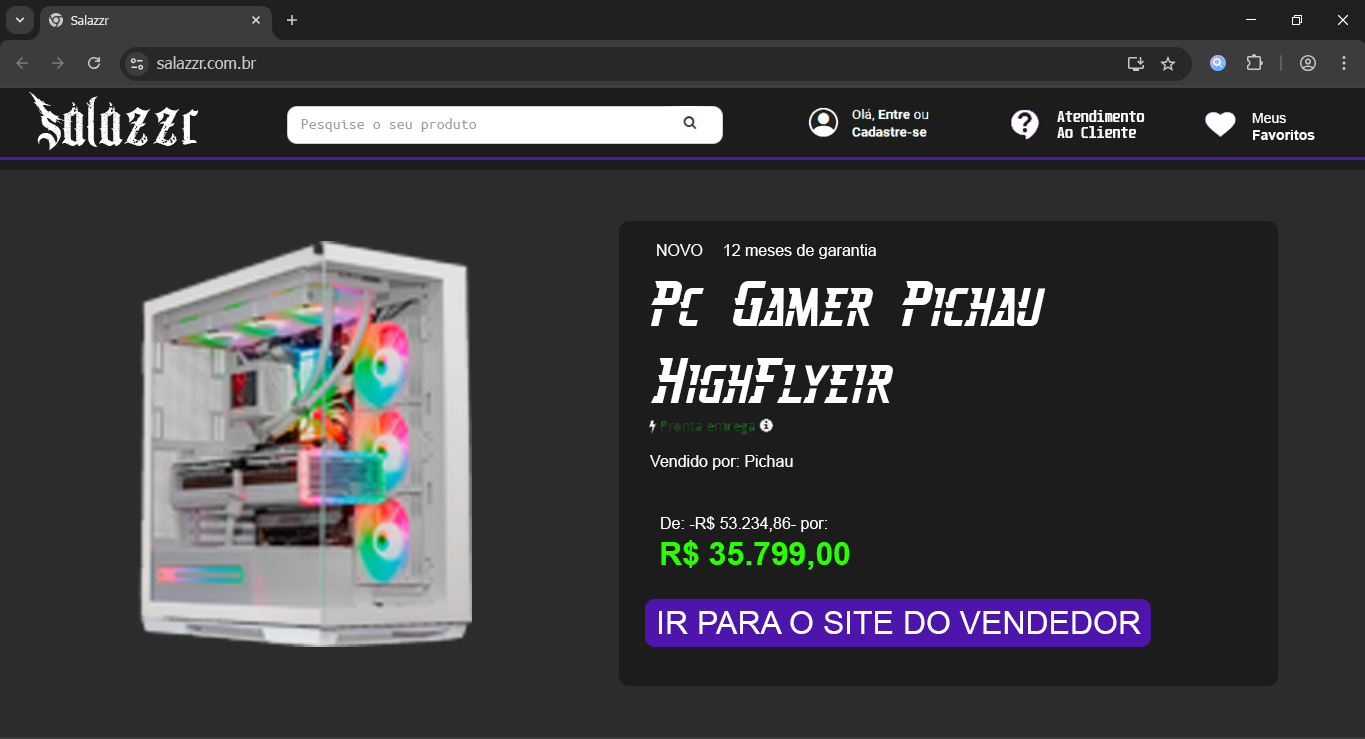 Salazzr
salazzr.com.br
Salazzr
Pesquise o seu produto
Olá, Entre ou
Cadastre-se
Atendimento
Ao Cliente
Meus
Favoritos
NOVO 12 meses de garantia
Pc Gamer Pichau
HighFlyeir
Pronta entrega
Vendido por: Pichau
De: -R$ 53.234,86- por:
R$ 35.799,00
IR PARA O SITE DO VENDEDOR